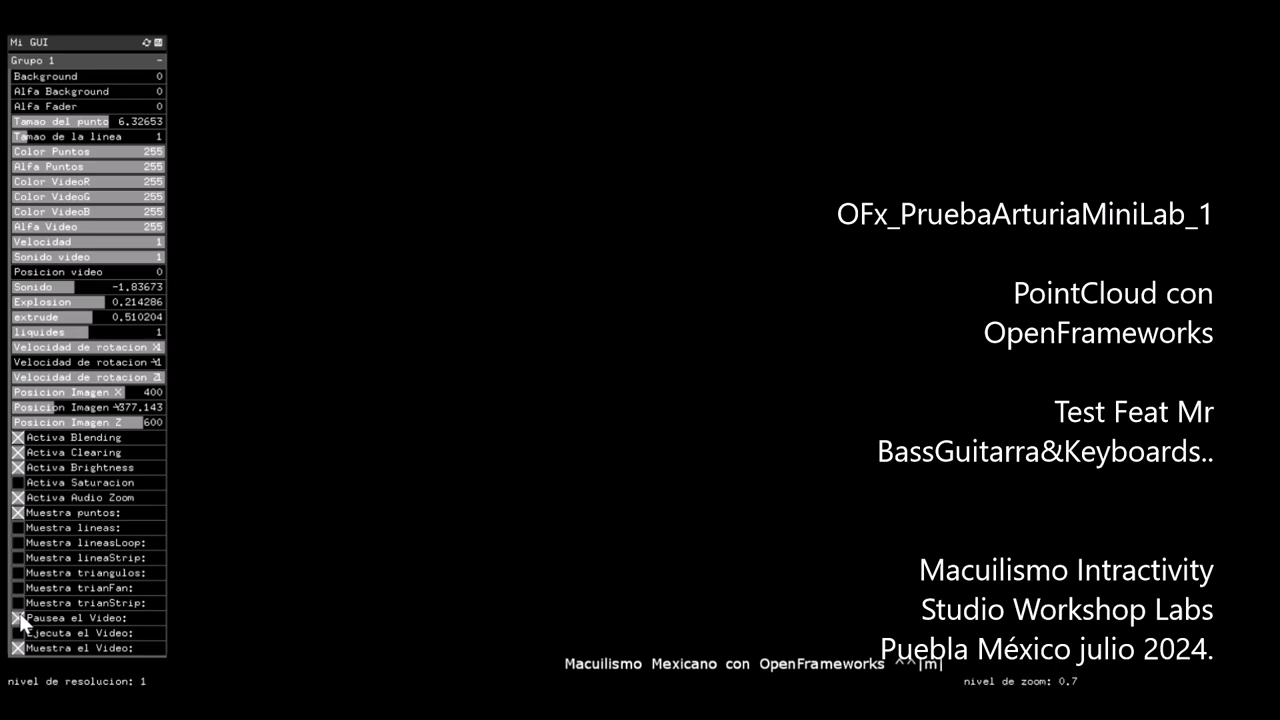 Mi GUI
Grupo 1 -
Background 0
Alfa Background 0
Alfa Fader 0
Tamao del punto 6.32653
Tamao de la linea 1
Color Puntos 255
Alfa Puntos 255
Color VideoR 255
Color VideoG 255
Color VideoB 255
Alfa Video 255
Velocidad 1
Sonido video 1
Posicion video 0
Sonido -1.83673
Explosion 0.214286
extrude 0.510204
liquides 1
Velocidad de rotacion
Velocidad de rotacion
Velocidad de rotacion
Posicion Imagen X 400
Posicion Imagen 377.143
Posicion Imagen Z 600
Activa Blending
Activa Clearing
Activa Brightness
Activa Saturacion
Activa Audio Zoom
Muestra puntos:
Muestra lineas:
Muestra lineasLoop:
Muestra lineaStrip:
Muestra triangulos:
Muestra trianFan:
Muestra trianStrip:
Pausea el Video:
Ejecuta el Video:
Muestra el Video:
nivel de resolucion: 1
OFx_PruebaArturiaMiniLab_1
PointCloud con
OpenFrameworks
Test Feat Mr
BassGuitarra&Keyboards..
Macuilismo Intractivity
Studio Workshop Labs
Puebla México julio 2024.
Macuilismo Mexicano con OpenFrameworks ^^|m|
nivel de zoom: 0.7